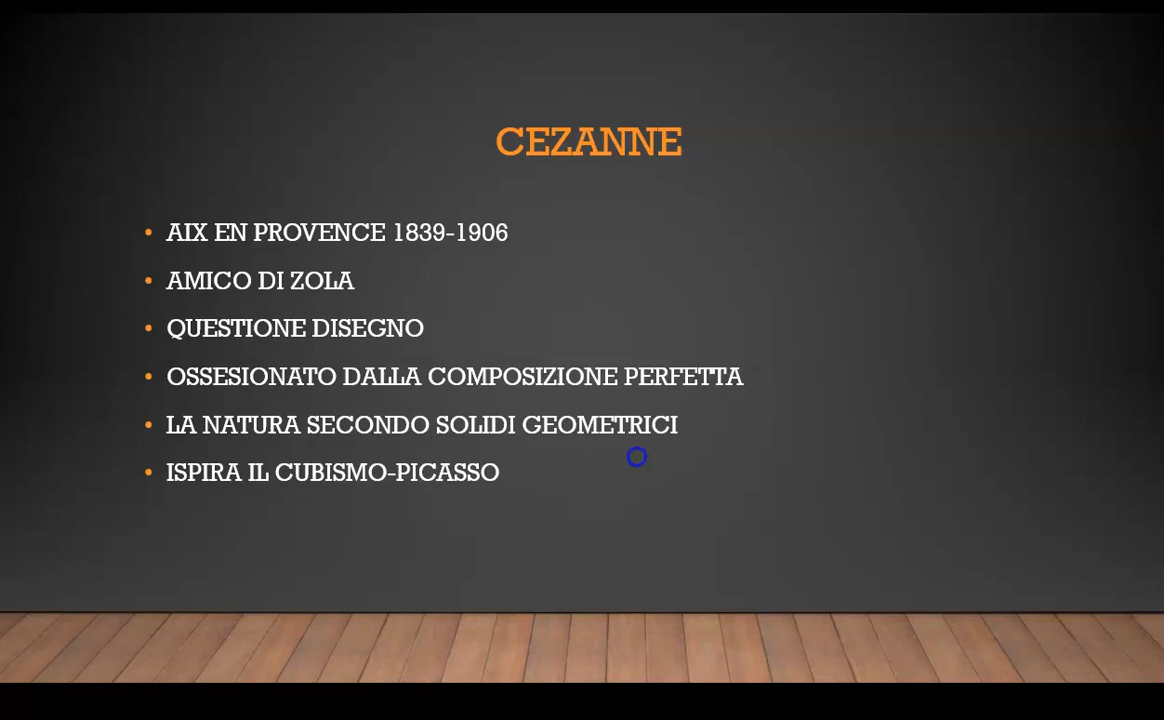 CEZANNE
• AIX EN PROVENCE 1839-1906
• AMICO DI ZOLA
• QUESTIONE DISEGNO
• OSSESIONATO DALLA COMPOSIZIONE PERFETTA
• LA NATURA SECONDO SOLIDI GEOMETRICI
• ISPIRA IL CUBISMO-PICASSO